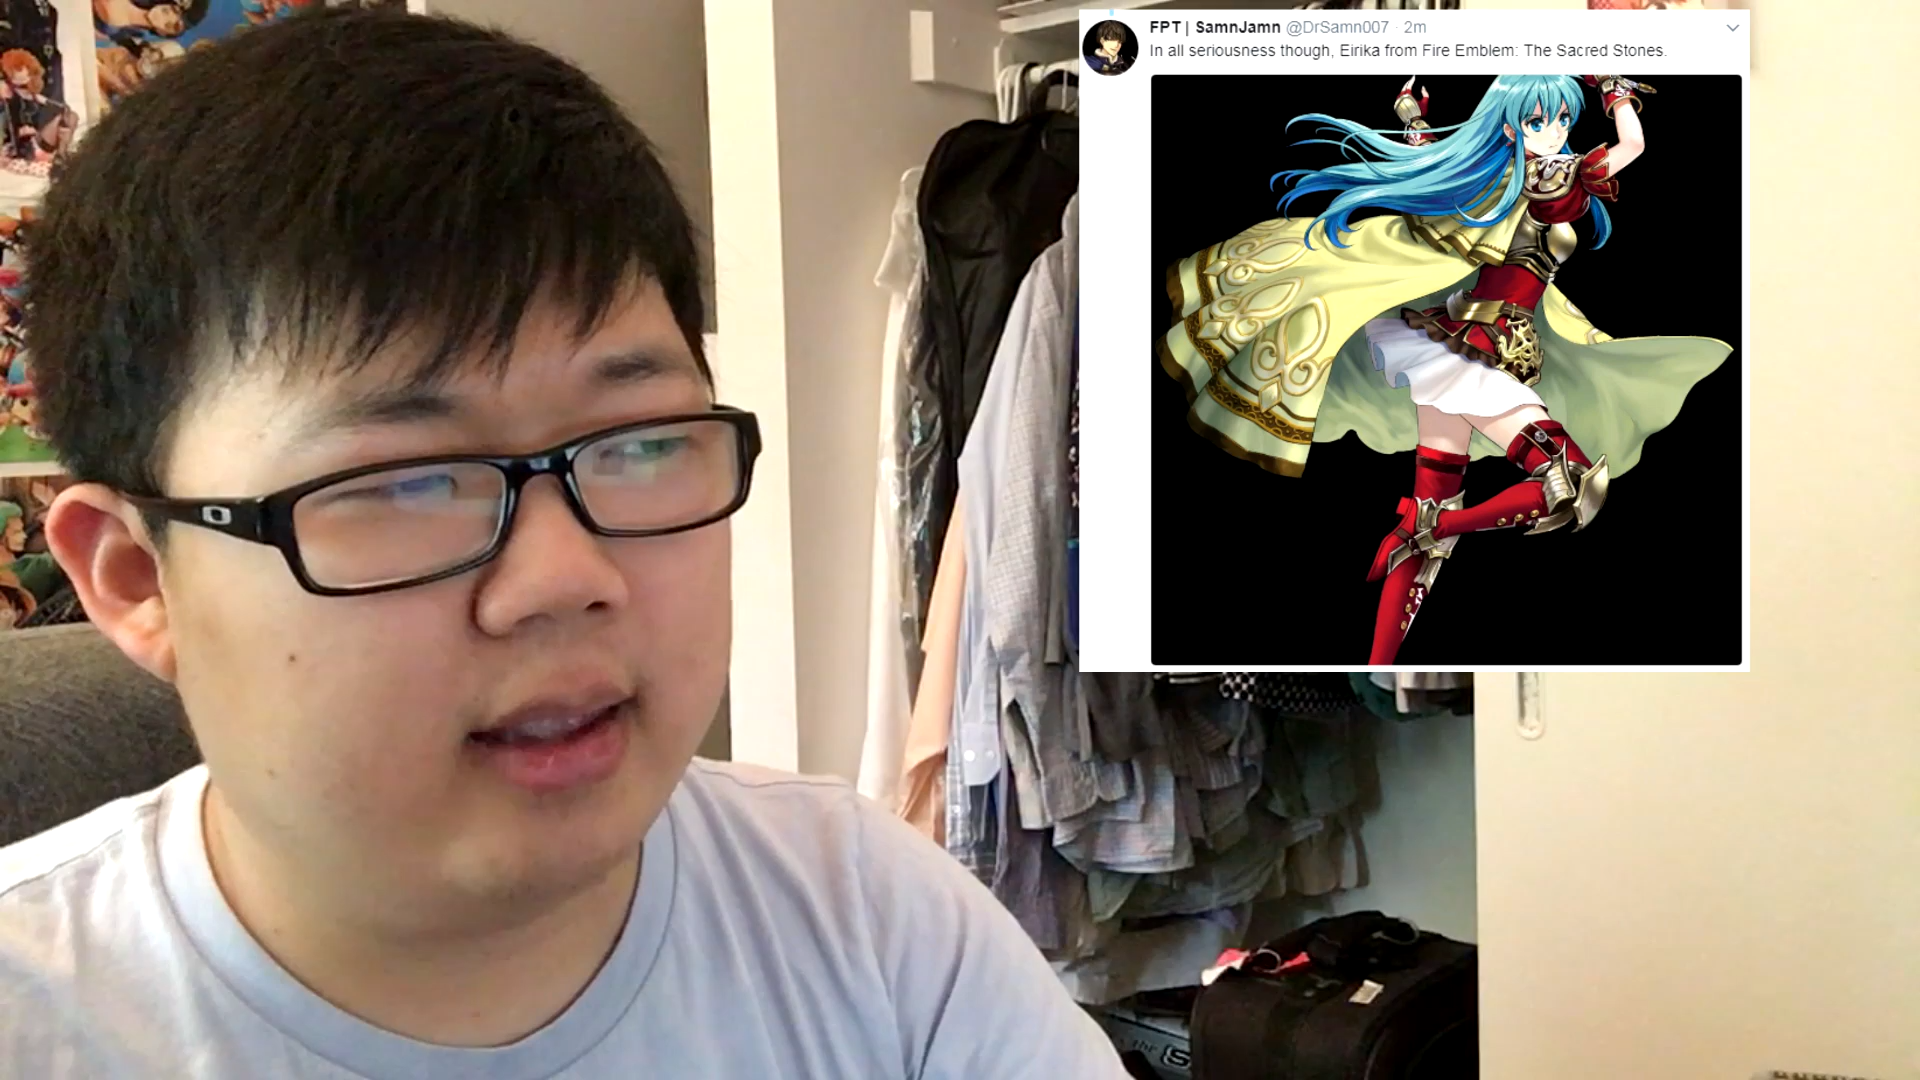 FPT | SamnJamn @DrSamn007 · 2m
In all seriousness though, Eirika from Fire Emblem: The Sacred Stones.